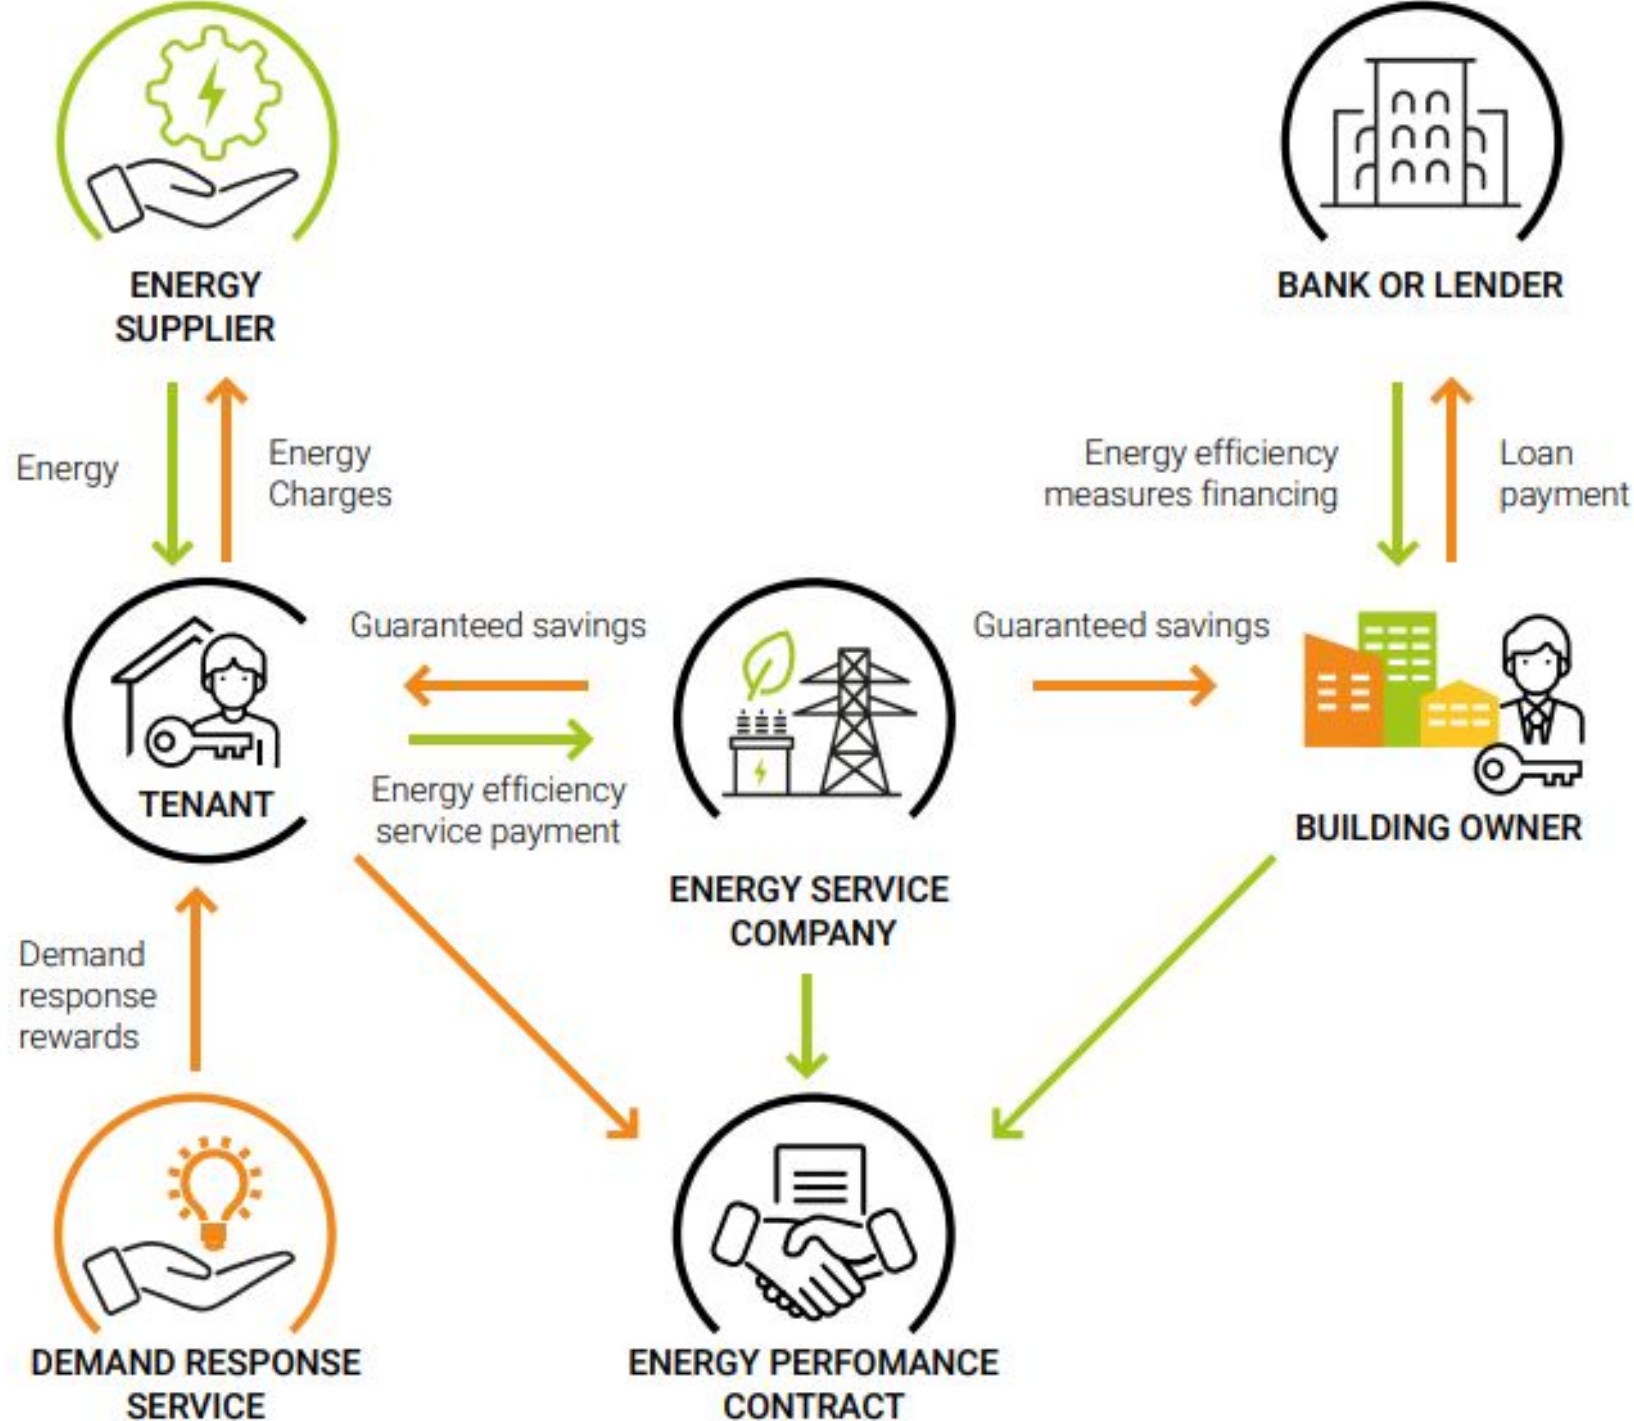 ENERGY
SUPPLIER
BANK OR LENDER
Energy
Energy
Charges
Energy efficiency
measures financing
Loan
payment
Guaranteed savings
Guaranteed savings
TENANT
Energy efficiency
service payment
BUILDING OWNER
ENERGY SERVICE
COMPANY
Demand
response
rewards
DEMAND RESPONSE
SERVICE
ENERGY PERFOMANCE
CONTRACT